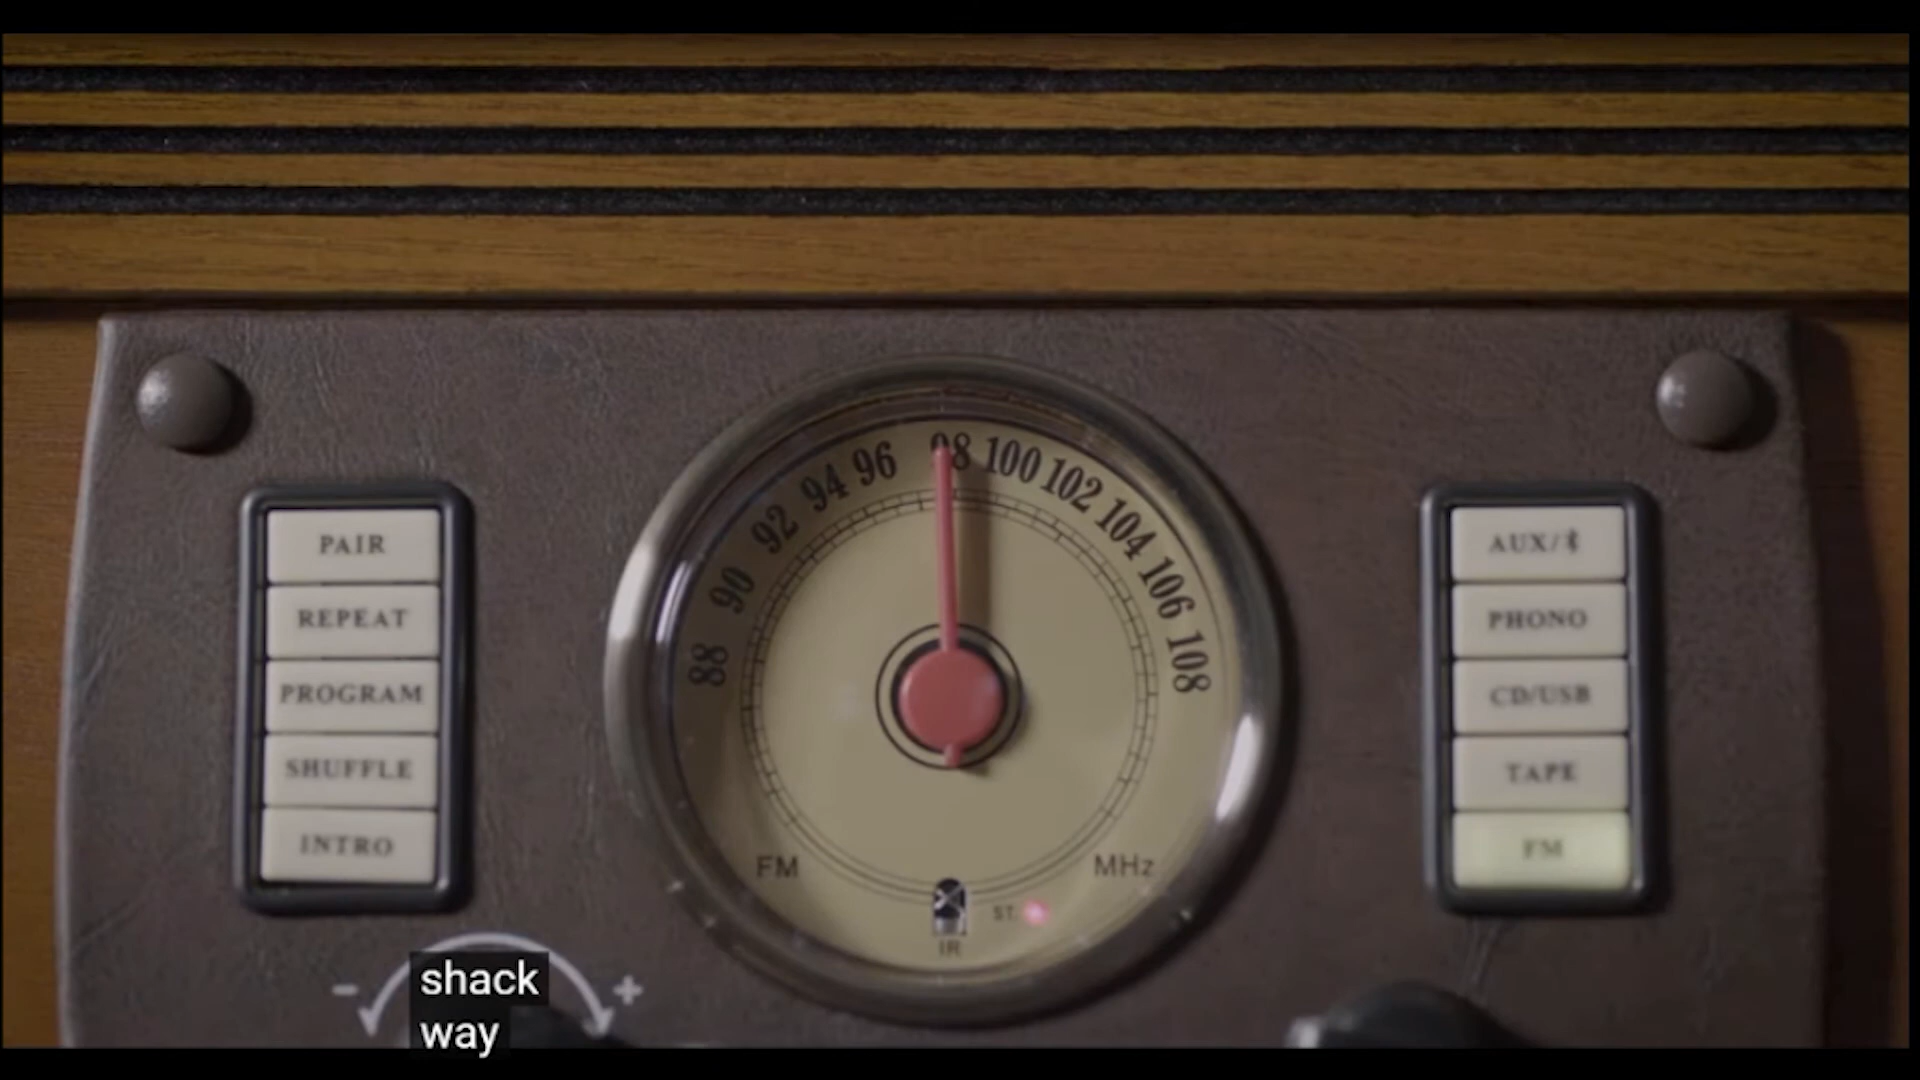 88
90
92
94
96
98
100
102
104
106
108
PAIR
REPEAT
PROGRAM
SHUFFLE
INTRO
AUX/
PHONO
CD/USB
TAPE
FM
FM
MHz
ST.
IR
- +
shack
way